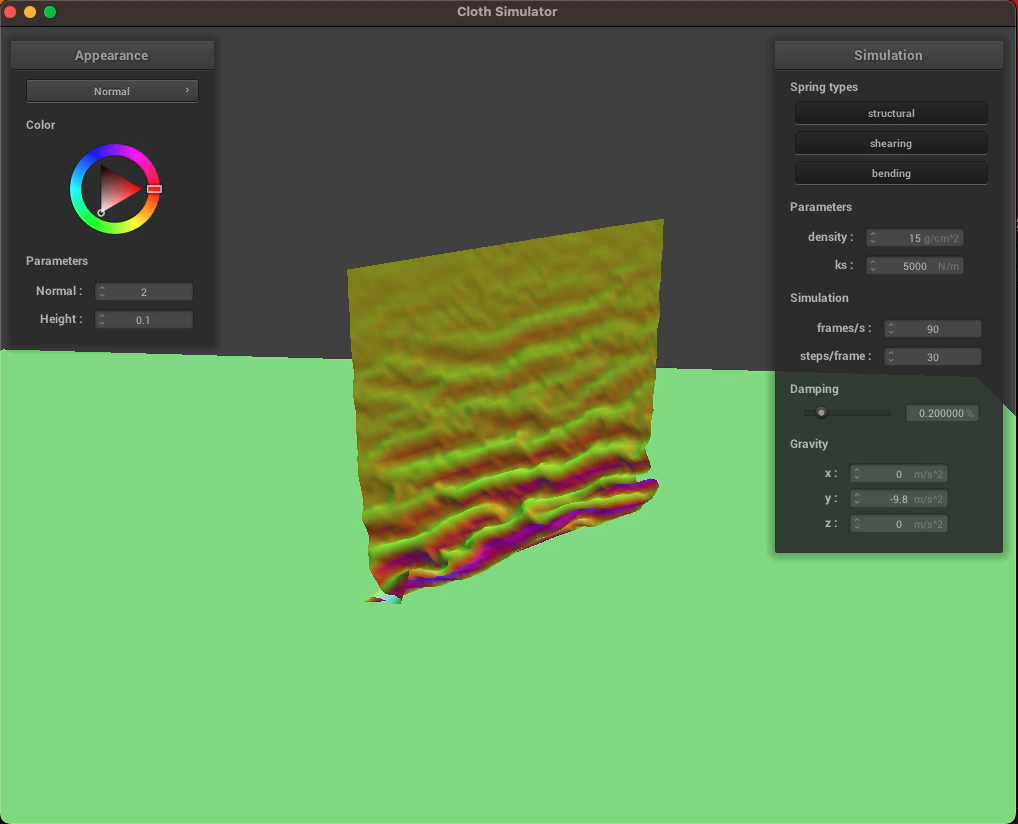 Cloth Simulator
Appearance
Normal
Color
Parameters
Normal : 2
Height : 0.1
Simulation
Spring types
structural
shearing
bending
Parameters
density : 15 g/cm^2
ks : 5000 N/m
Simulation
frames/s : 90
steps/frame : 30
Damping
0.200000 %
Gravity
x : 0 m/s^2
y : -9.8 m/s^2
z : 0 m/s^2